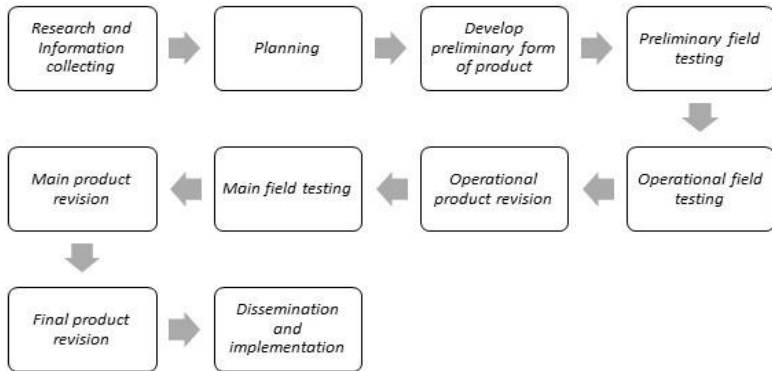 Research and
Information
collecting
Planning
Develop
preliminary form
of product
Preliminary field
testing
Operational field
testing
Operational
product revision
Main field testing
Main product
revision
Final product
revision
Dissemination
and
implementation